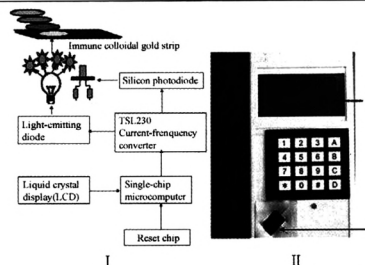 Immune colloidal gold strip
Silicon photodiode
Light-emitting
diode
TSL230
Current-frenquency
converter
Liquid crystal
display(LCD)
Single-chip
microcomputer
Reset chip
1 2 3 A
4 5 6 B
7 8 9 C
* 0 # D
I II